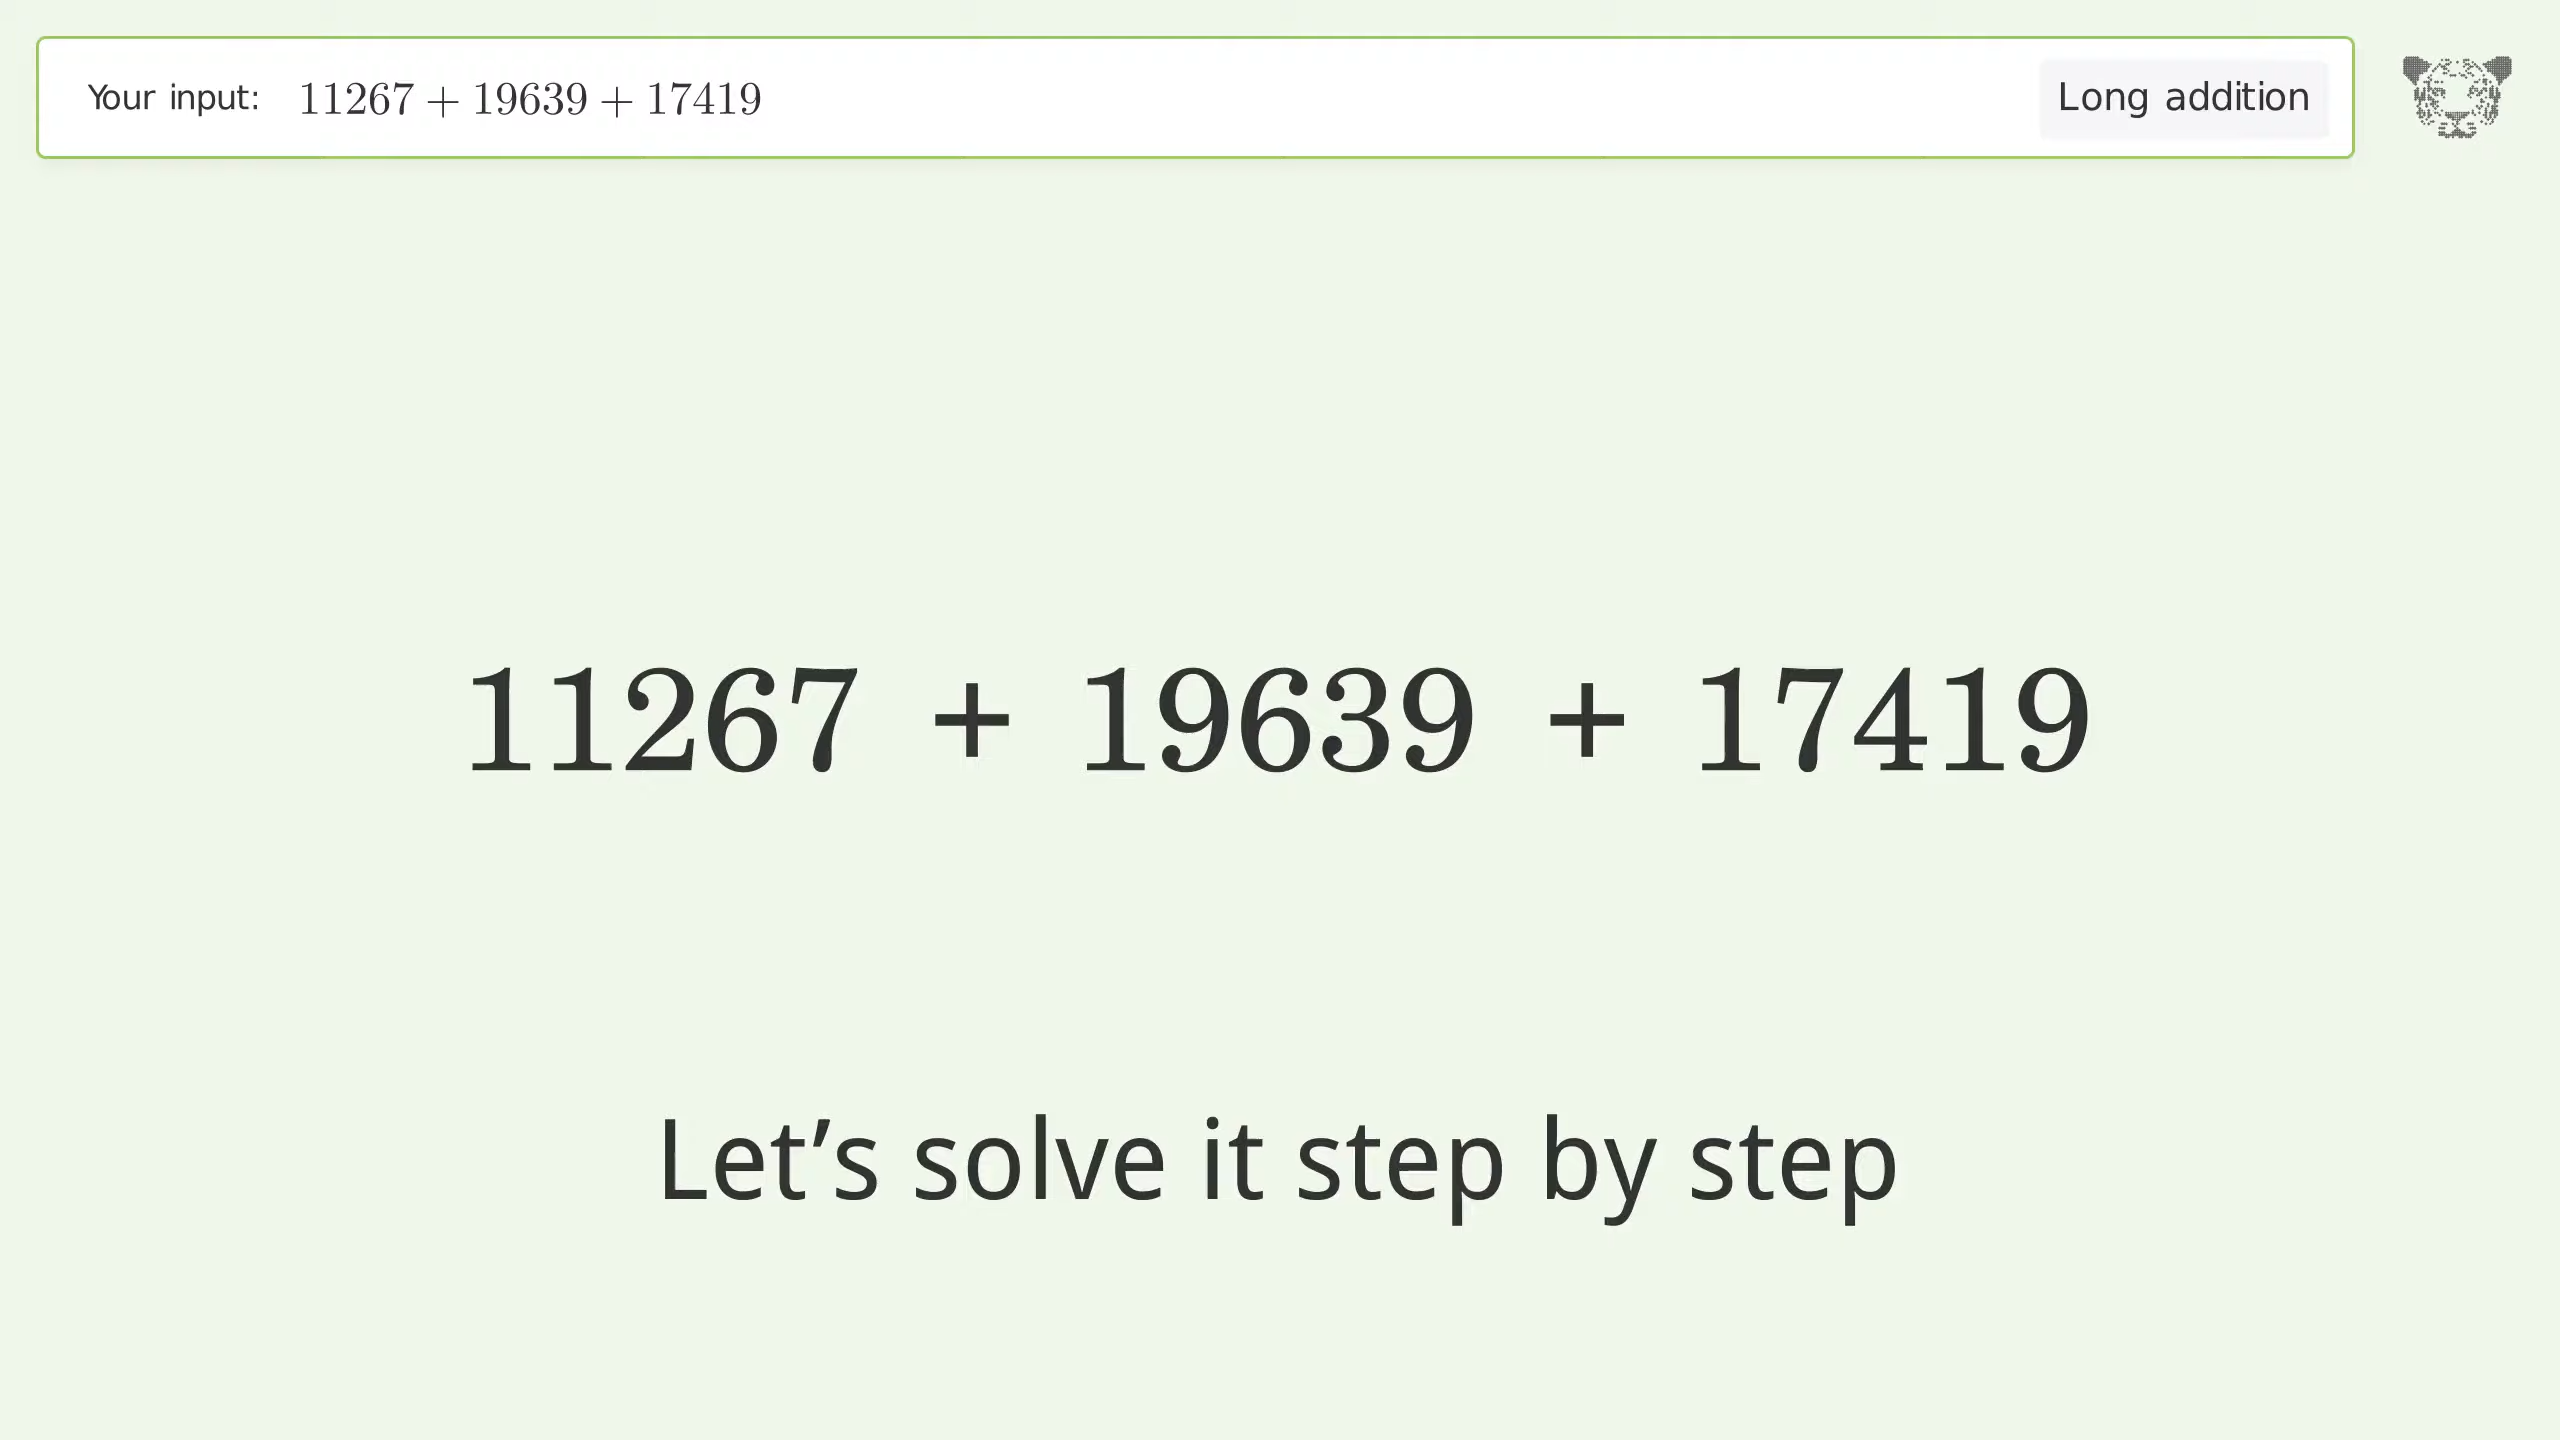 Your input: 11267 + 19639 + 17419 Long addition
11267 + 19639 + 17419
Let’s solve it step by step